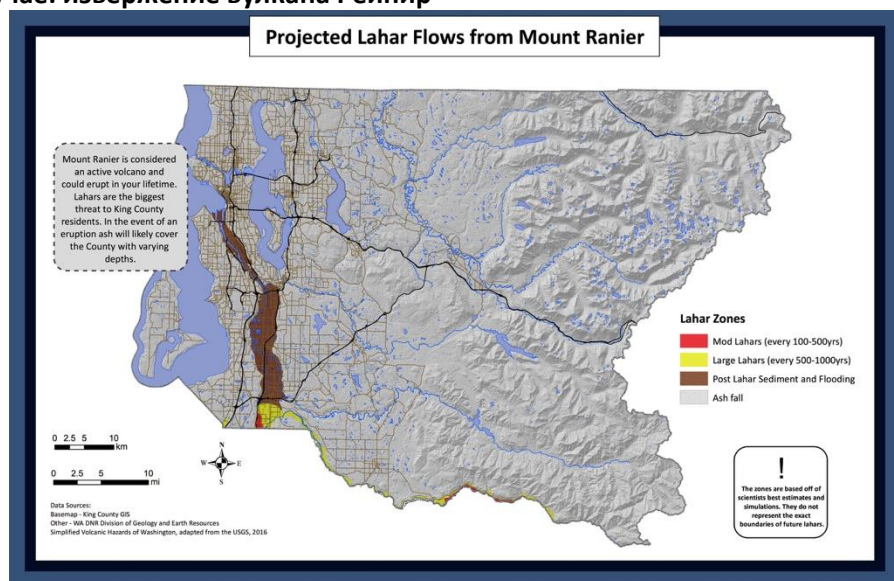 извержение вулкана Рейнир
Projected Lahar Flows from Mount Ranier
Mount Ranier is considered
an active volcano and
could erupt in your lifetime.
Lahars are the biggest
threat to King County
residents. In the event of an
eruption ash will likely cover
the County with varying
depths.
Lahar Zones
Mod Lahars (every 100-500yrs)
Large Lahars (every 500-1000yrs)
Post Lahar Sediment and Flooding
Ash fall
0 2.5 5 10
km
0 2.5 5 10
mi
N
W E
S
Data Sources:
Basemap - King County GIS
Other - WA DNR Division of Geology and Earth Resources
Simplified Volcanic Hazards of Washington, adapted from the USGS, 2016
!
The zones are based off of
scientists best estimates and
simulations. They do not
represent the exact
boundaries of future lahars.